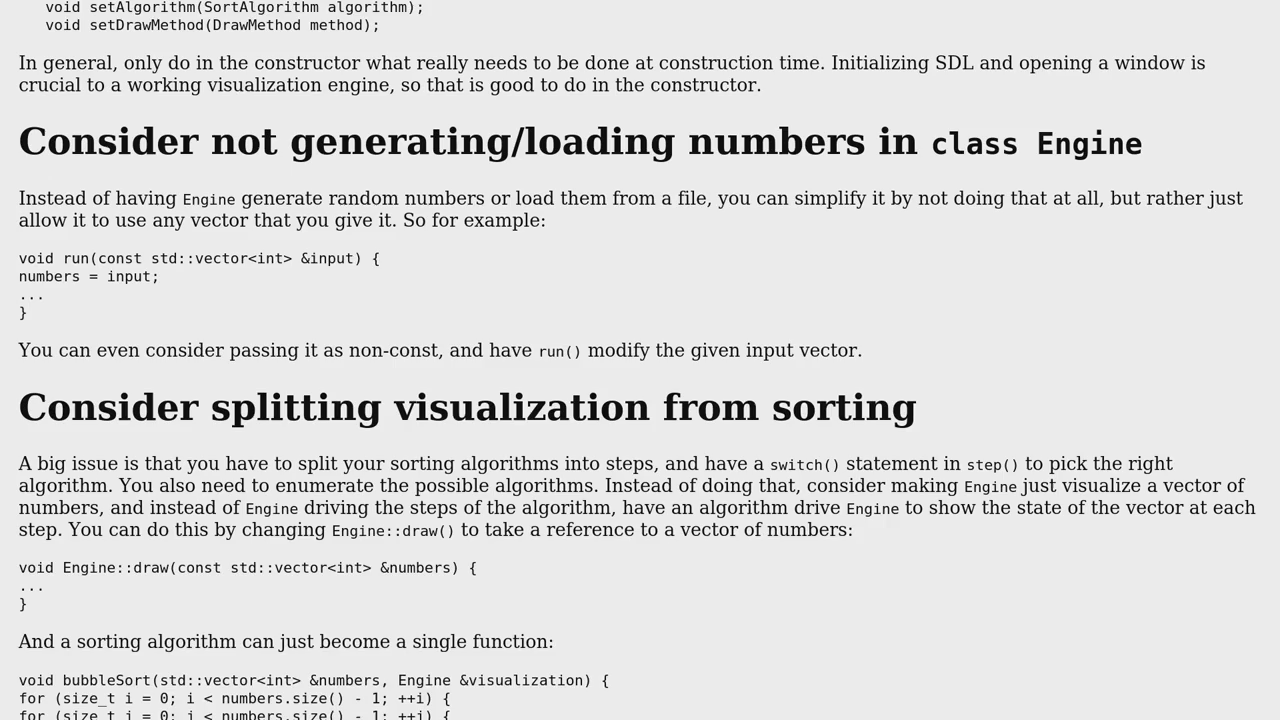 void setAlgorithm(SortAlgorithm algorithm);
void setDrawMethod(DrawMethod method);
In general, only do in the constructor what really needs to be done at construction time. Initializing SDL and opening a window is
crucial to a working visualization engine, so that is good to do in the constructor.
Consider not generating/loading numbers in class Engine
Instead of having Engine generate random numbers or load them from a file, you can simplify it by not doing that at all, but rather just
allow it to use any vector that you give it. So for example:
void run(const std::vector<int> &input) {
numbers = input;
...
}
You can even consider passing it as non-const, and have run() modify the given input vector.
Consider splitting visualization from sorting
A big issue is that you have to split your sorting algorithms into steps, and have a switch() statement in step() to pick the right
algorithm. You also need to enumerate the possible algorithms. Instead of doing that, consider making Engine just visualize a vector of
numbers, and instead of Engine driving the steps of the algorithm, have an algorithm drive Engine to show the state of the vector at each
step. You can do this by changing Engine::draw() to take a reference to a vector of numbers:
void Engine::draw(const std::vector<int> &numbers) {
...
}
And a sorting algorithm can just become a single function:
void bubbleSort(std::vector<int> &numbers, Engine &visualization) {
for (size_t i = 0; i < numbers.size() - 1; ++i) {
for (size_t i = 0; i < numbers.size() - 1; ++i) {